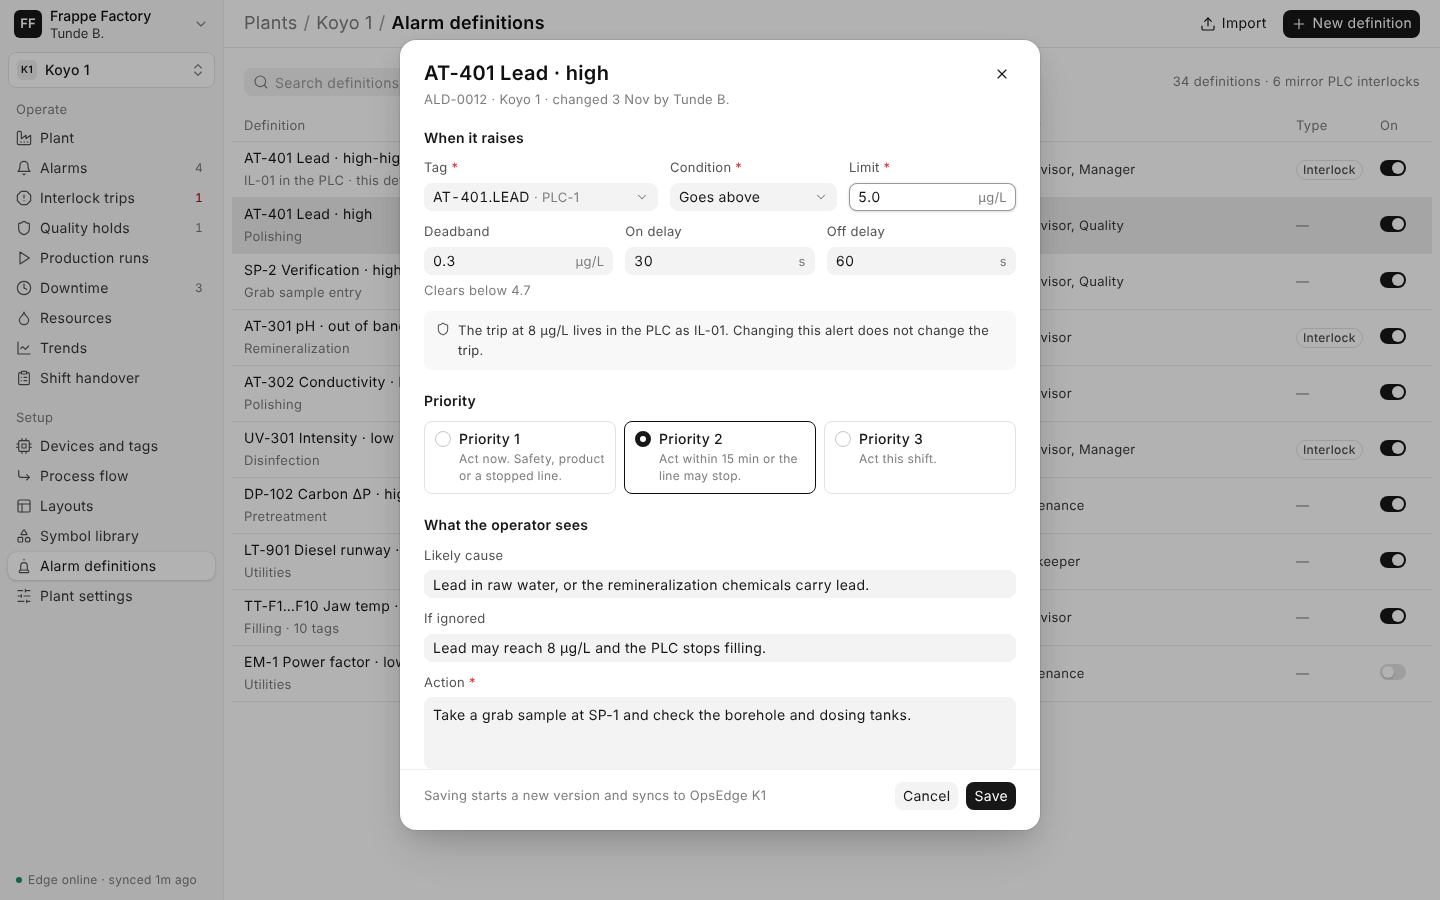 FF
Frappe Factory
Tunde B.
K1 Koyo 1
Operate
Plant
Alarms 4
Interlock trips 1
Quality holds 1
Production runs
Downtime 3
Resources
Trends
Shift handover
Setup
Devices and tags
Process flow
Layouts
Symbol library
Alarm definitions
Plant settings
Edge online · synced 1m ago
Plants / Koyo 1 / Alarm definitions
Import
New definition
Search definitions
34 definitions · 6 mirror PLC interlocks
Definition
Type
On
AT-401 Lead · high-hig
IL-01 in the PLC · this de
visor, Manager
Interlock
AT-401 Lead · high
Polishing
visor, Quality
—
SP-2 Verification · high
Grab sample entry
visor, Quality
—
AT-301 pH · out of ban
Remineralization
visor
Interlock
AT-302 Conductivity ·
Polishing
visor
—
UV-301 Intensity · low
Disinfection
visor, Manager
Interlock
DP-102 Carbon ΔP · hig
Pretreatment
enance
—
LT-901 Diesel runway ·
Utilities
keeper
—
TT-F1...F10 Jaw temp ·
Filling · 10 tags
visor
—
EM-1 Power factor · lov
Utilities
enance
—
AT-401 Lead · high
ALD-0012 · Koyo 1 · changed 3 Nov by Tunde B.
When it raises
Tag *
Condition *
Limit *
AT-401.LEAD · PLC-1
Goes above
5.0 µg/L
Deadband
On delay
Off delay
0.3 µg/L
30 s
60 s
Clears below 4.7
The trip at 8 µg/L lives in the PLC as IL-01. Changing this alert does not change the
trip.
Priority
Priority 1
Act now. Safety, product
or a stopped line.
Priority 2
Act within 15 min or the
line may stop.
Priority 3
Act this shift.
What the operator sees
Likely cause
Lead in raw water, or the remineralization chemicals carry lead.
If ignored
Lead may reach 8 µg/L and the PLC stops filling.
Action *
Take a grab sample at SP-1 and check the borehole and dosing tanks.
Saving starts a new version and syncs to OpsEdge K1
Cancel
Save